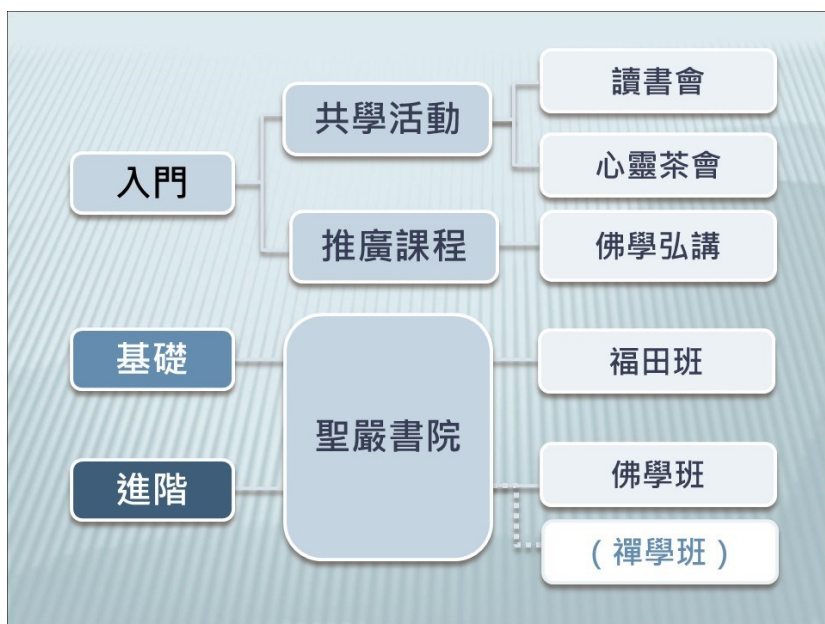 入門
共學活動
讀書會
心靈茶會
推廣課程
佛學弘講
基礎
進階
聖嚴書院
福田班
佛學班
(禪學班)